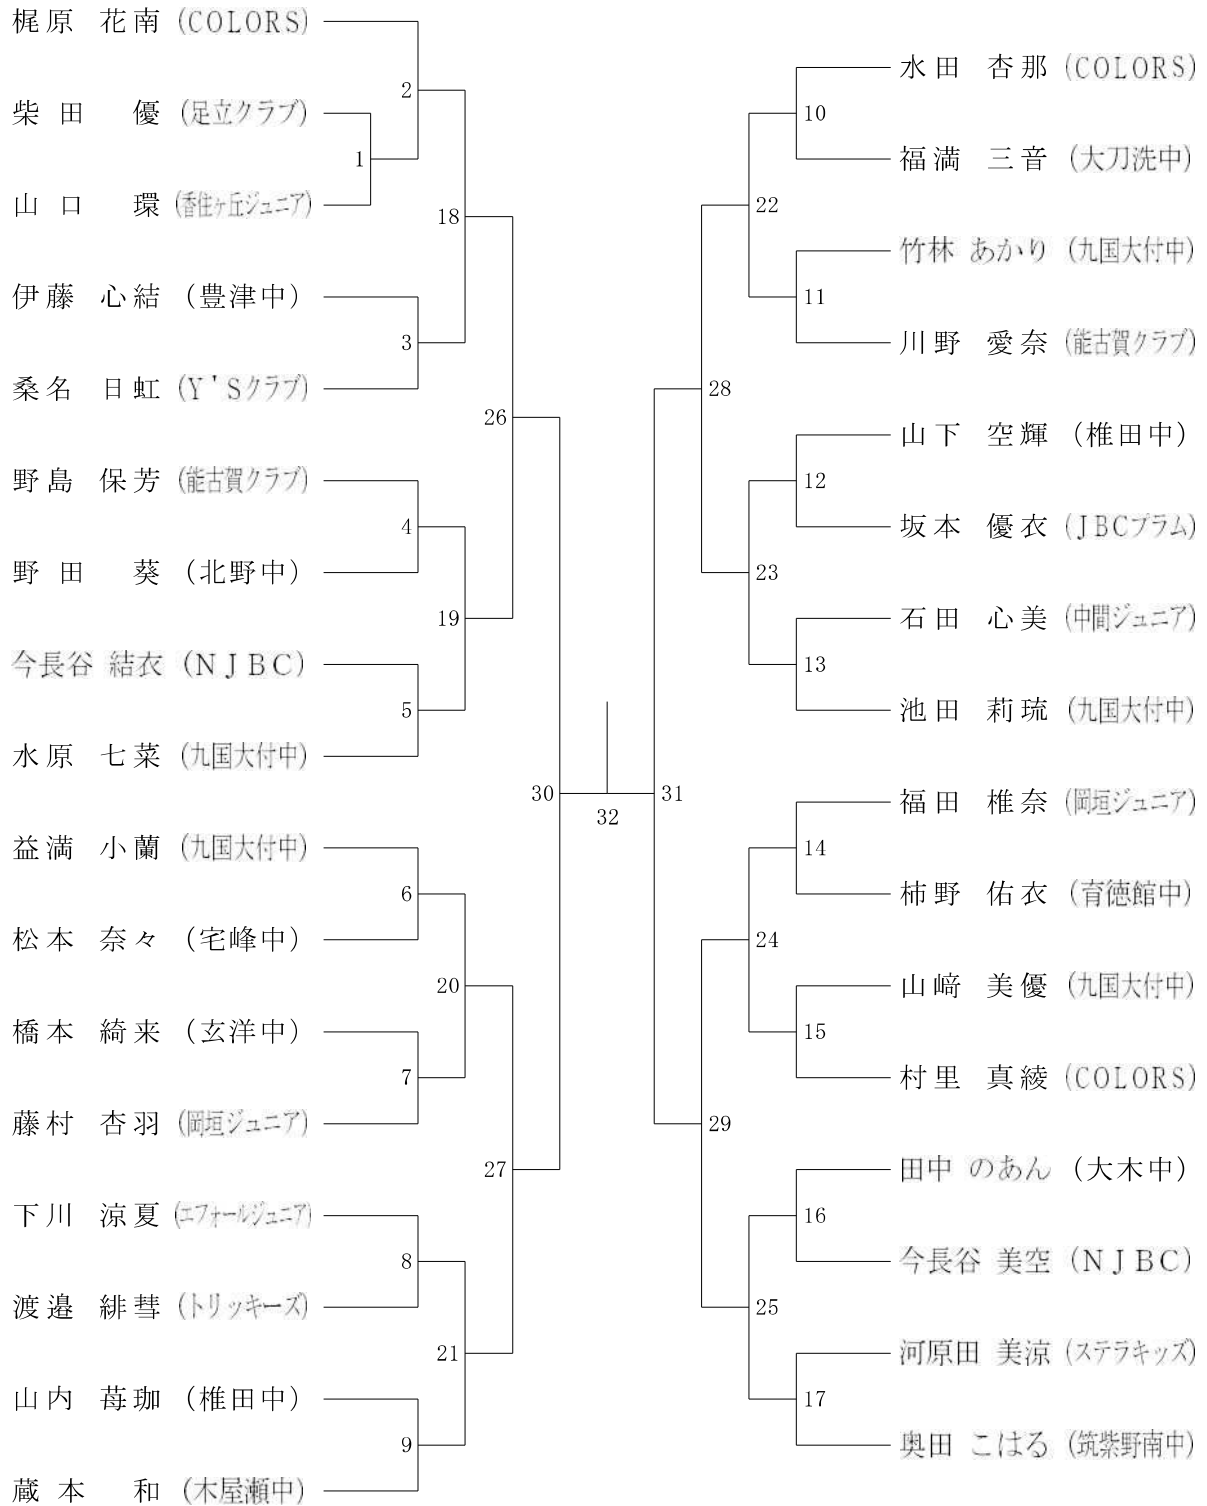 梶原 花南 (COLORS)
柴田 優 (足立クラブ)
山口 環 (香住ヶ丘ジュニア)
伊藤 心結 (豊津中)
桑名 日虹 (Y'Sクラブ)
野島 保芳 (能古賀クラブ)
野田 葵 (北野中)
今長谷 結衣 (NJBC)
水原 七菜 (九国大付中)
益満 小蘭 (九国大付中)
松本 奈々 (宅峰中)
橋本 綺来 (玄洋中)
藤村 杏羽 (岡垣ジュニア)
下川 涼夏 (エフォールジュニア)
渡邉 緋彗 (トリッキーズ)
山内 苺珈 (椎田中)
蔵本 和 (木屋瀬中)
1
2
3
4
5
6
7
8
9
18
19
20
21
26
27
30
32
31
28
29
22
23
24
25
10
11
12
13
14
15
16
17
水田 杏那 (COLORS)
福満 三音 (大刀洗中)
竹林 あかり (九国大付中)
川野 愛奈 (能古賀クラブ)
山下 空輝 (椎田中)
坂本 優衣 (JBCプラム)
石田 心美 (中間ジュニア)
池田 莉琉 (九国大付中)
福田 椎奈 (岡垣ジュニア)
柿野 佑衣 (育徳館中)
山﨑 美優 (九国大付中)
村里 真綾 (COLORS)
田中 のあん (大木中)
今長谷 美空 (NJBC)
河原田 美涼 (ステラキッズ)
奥田 こはる (筑紫野南中)